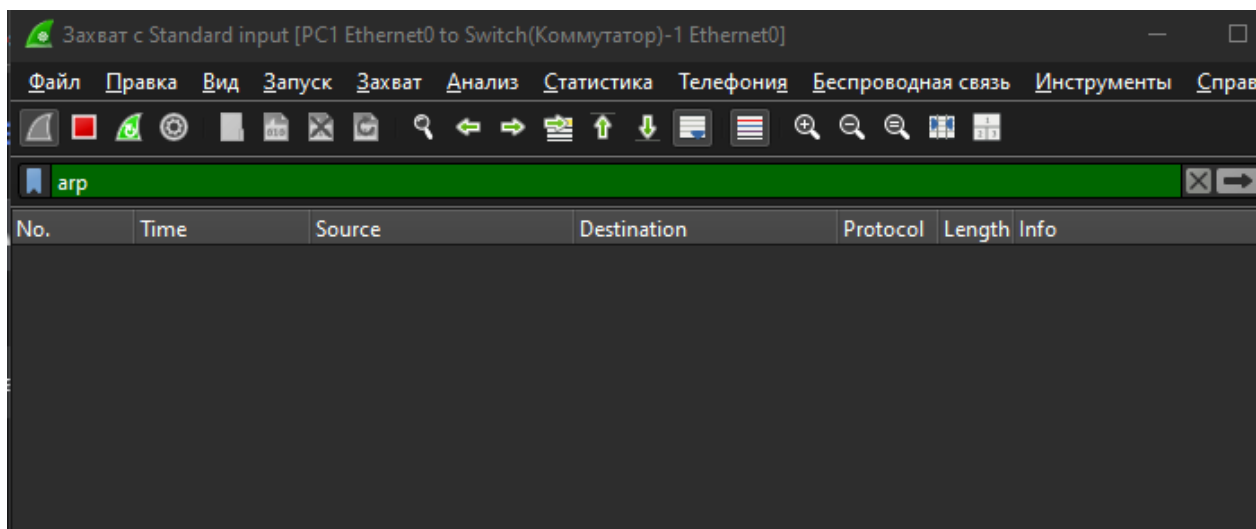 Захват с Standard input [PC1 Ethernet0 to Switch(Коммутатор)-1 Ethernet0]
Файл Правка Вид Запуск Захват Анализ Статистика Телефония Беспроводная связь Инструменты Справ
arp
No. Time Source Destination Protocol Length Info